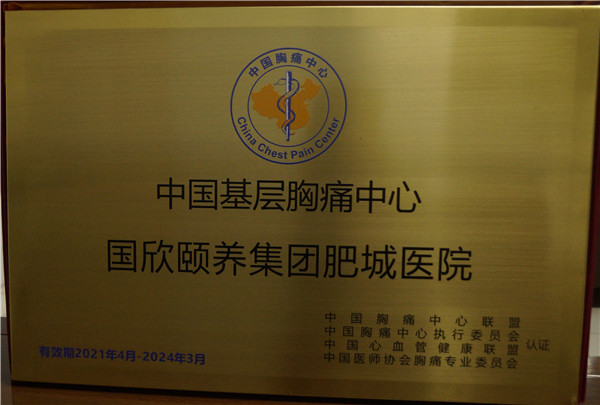 中国胸痛中心
China Chest Pain Center
中国基层胸痛中心
国欣颐养集团肥城医院
中国胸痛中心联盟
中国胸痛中心执行委员会
中国心血管健康联盟
中国医师协会胸痛专业委员会
认证
有效期2021年4月-2024年3月